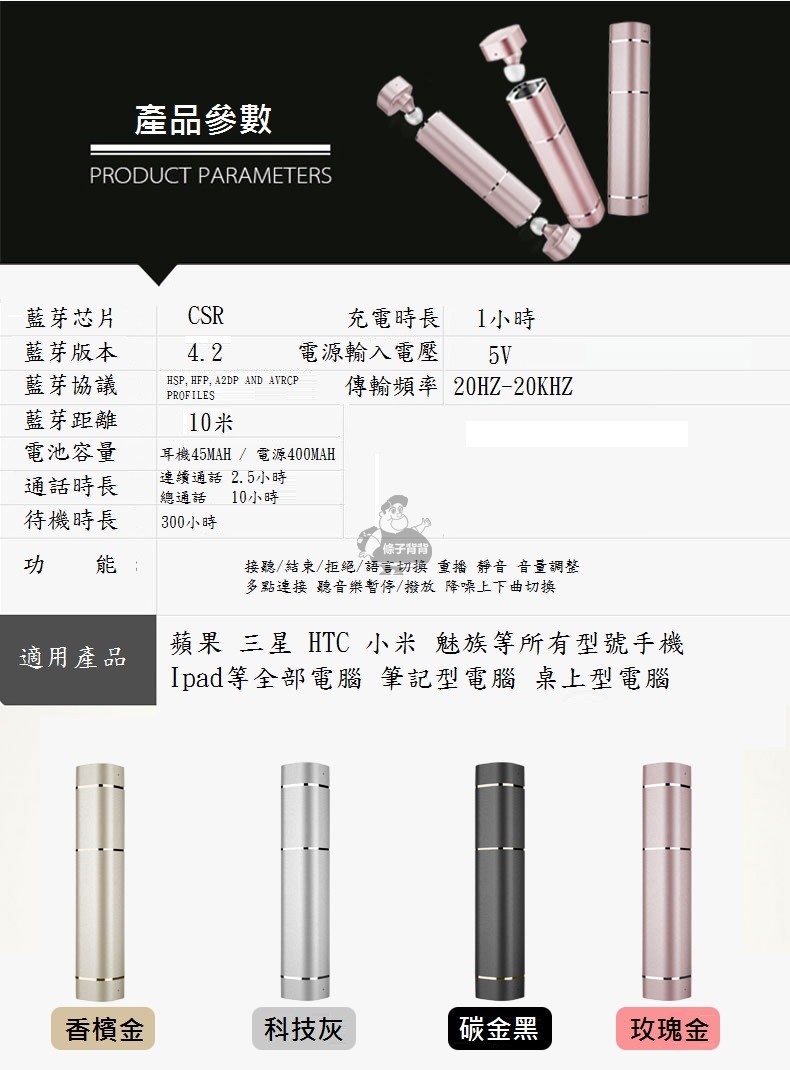 產品參數
PRODUCT PARAMETERS
藍芽芯片 CSR 充電時長 1小時
藍芽版本 4.2 電源輸入電壓 5V
藍芽協議 HSP,HFP,A2DP AND AVRCP PROFILES 傳輸頻率 20HZ-20KHZ
藍芽距離 10米
電池容量 耳機45MAH / 電源400MAH
通話時長 連續通話 2.5小時
總通話 10小時
待機時長 300小時
功 能: 接聽/結束/拒絕/語言切換 重播 靜音 音量調整
多點連接 聽音樂暫停/撥放 降噪上下曲切換
條子背背
適用產品
蘋果 三星 HTC 小米 魅族等所有型號手機
Ipad等全部電腦 筆記型電腦 桌上型電腦
香檳金 科技灰 碳金黑 玫瑰金